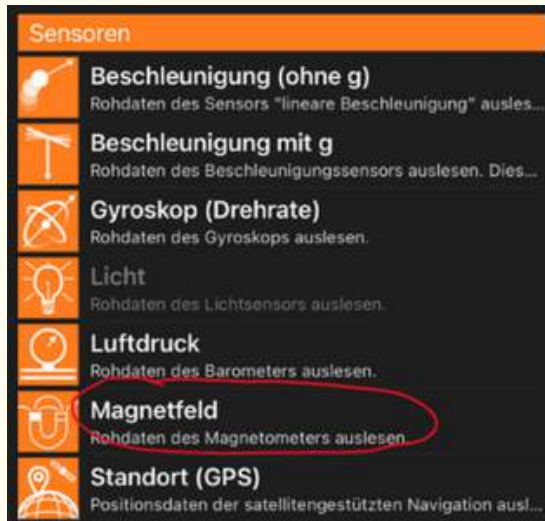 Sensoren
Beschleunigung (ohne g)
Rohdaten des Sensors "lineare Beschleunigung" ausles...
Beschleunigung mit g
Rohdaten des Beschleunigungssensors auslesen. Dies...
Gyroskop (Drehrate)
Rohdaten des Gyroskops auslesen.
Licht
Rohdaten des Lichtsensors auslesen.
Luftdruck
Rohdaten des Barometers auslesen.
Magnetfeld
Rohdaten des Magnetometers auslesen.
Standort (GPS)
Positionsdaten der satellitengestützten Navigation ausl...